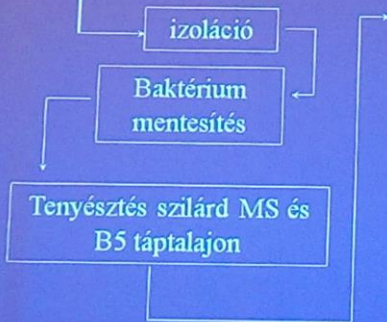 izoláció
Baktérium
mentesítés
Tenyésztés szilárd MS és
B5 táptalajon